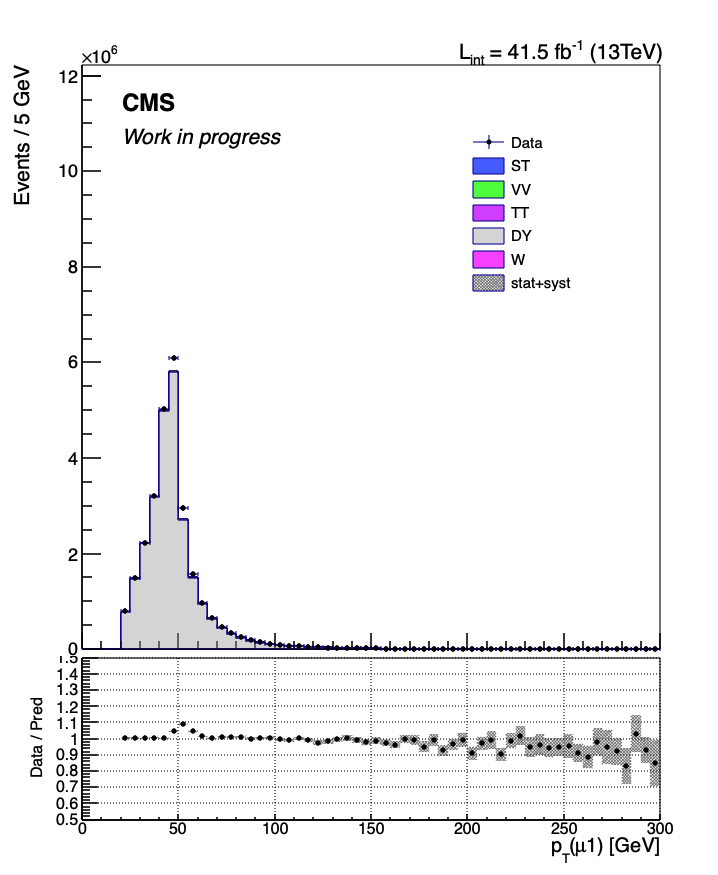 ×10⁶
L_int = 41.5 fb⁻¹ (13TeV)
Events / 5 GeV
12
10
8
6
4
2
0
CMS
Work in progress
Data
ST
VV
TT
DY
W
stat+syst
Data / Pred
1.5
1.4
1.3
1.2
1.1
1
0.9
0.8
0.7
0.6
0.5
0 50 100 150 200 250 300
p_T(μ1) [GeV]